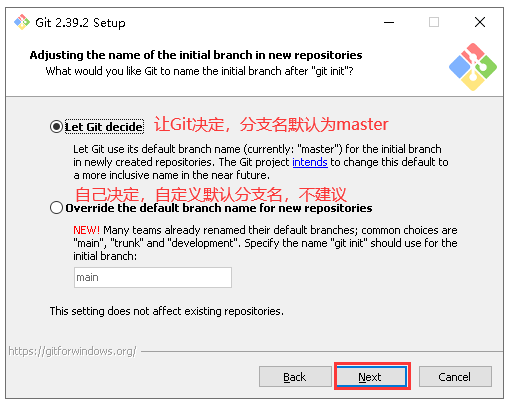 Git 2.39.2 Setup
Adjusting the name of the initial branch in new repositories
What would you like Git to name the initial branch after "git init"?
Let Git decide 让Git决定，分支名默认为master
Let Git use its default branch name (currently: "master") for the initial branch
in newly created repositories. The Git project intends to change this default to
a more inclusive name in the near future.
自己决定，自定义默认分支名，不建议
Override the default branch name for new repositories
NEW! Many teams already renamed their default branches; common choices are
"main", "trunk" and "development". Specify the name "git init" should use for the
initial branch:
main
This setting does not affect existing repositories.
https://gitforwindows.org/
Back Next Cancel